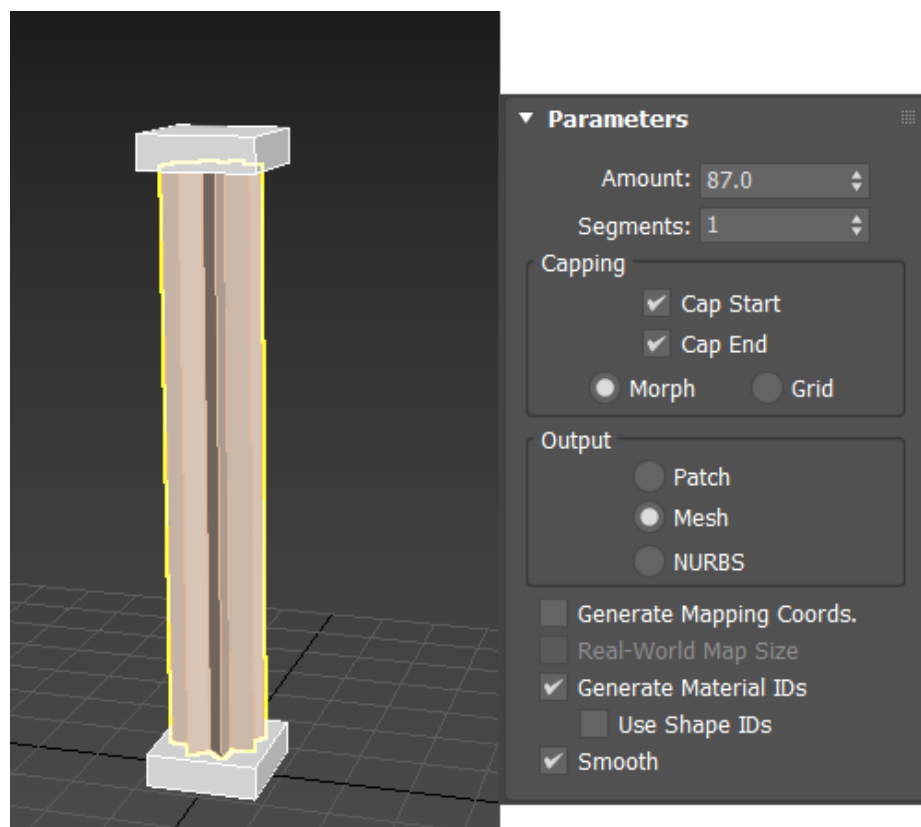 Parameters
Amount: 87.0
Segments: 1
Capping
Cap Start
Cap End
Morph Grid
Output
Patch
Mesh
NURBS
Generate Mapping Coords.
Real-World Map Size
Generate Material IDs
Use Shape IDs
Smooth